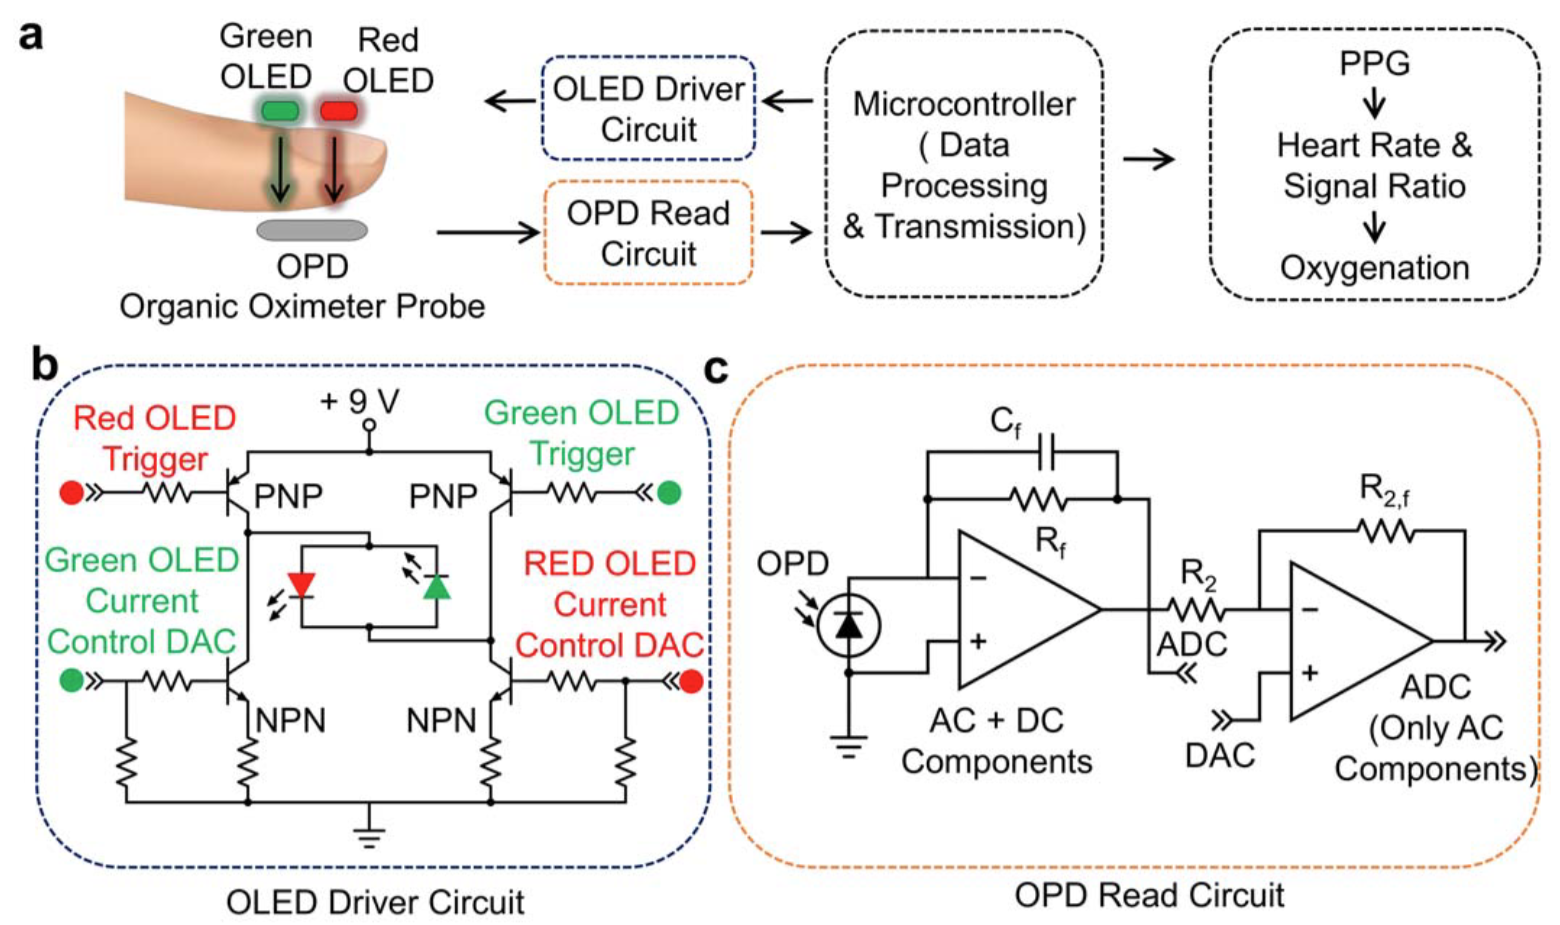 a
Green
OLED
Red
OLED
OPD
Organic Oximeter Probe
OLED Driver
Circuit
OPD Read
Circuit
Microcontroller
( Data
Processing
& Transmission)
PPG
Heart Rate &
Signal Ratio
Oxygenation
b
+ 9 V
Red OLED
Trigger
Green OLED
Trigger
PNP
PNP
Green OLED
Current
Control DAC
RED OLED
Current
Control DAC
NPN
NPN
OLED Driver Circuit
c
Cf
Rf
OPD
R2
R2,f
ADC
DAC
AC + DC
Components
ADC
(Only AC
Components)
-
+
-
+
OPD Read Circuit